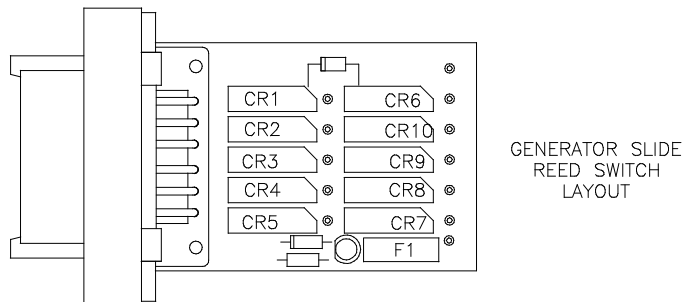 CR1
CR6
CR2
CR10
CR3
CR9
CR4
CR8
CR5
CR7
F1
GENERATOR SLIDE
REED SWITCH
LAYOUT